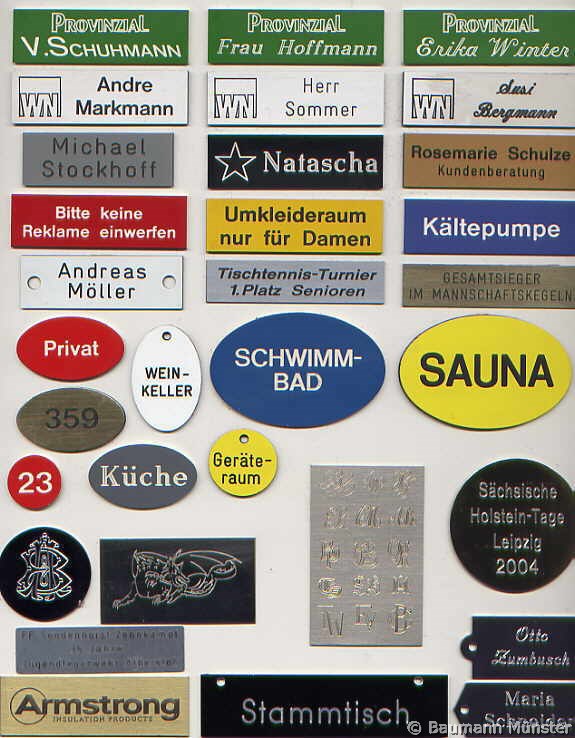 PROVINZIAL
V. SCHUHMANN
PROVINZIAL
Frau Hoffmann
PROVINZIAL
Erika Winter
WN
Andre
Markmann
WN
Herr
Sommer
WN
Susi
Bergmann
Michael
Stockhoff
Natascha
Rosemarie Schulze
Kundenberatung
Bitte keine
Reklame einwerfen
Umkleideraum
nur für Damen
Kältepumpe
Andreas
Möller
Tischtennis-Turnier
1. Platz Senioren
GESAMTSIEGER
IM MANNSCHAFTSKEGELN
Privat
WEIN-
KELLER
SCHWIMM-
BAD
SAUNA
359
23
Küche
Geräte-
raum
Sächsische
Holstein-Tage
Leipzig
2004
Otto
Zumbusch
Armstrong
INSULATION PRODUCTS
Stammtisch
Maria
Schneider
© Baumann Münster